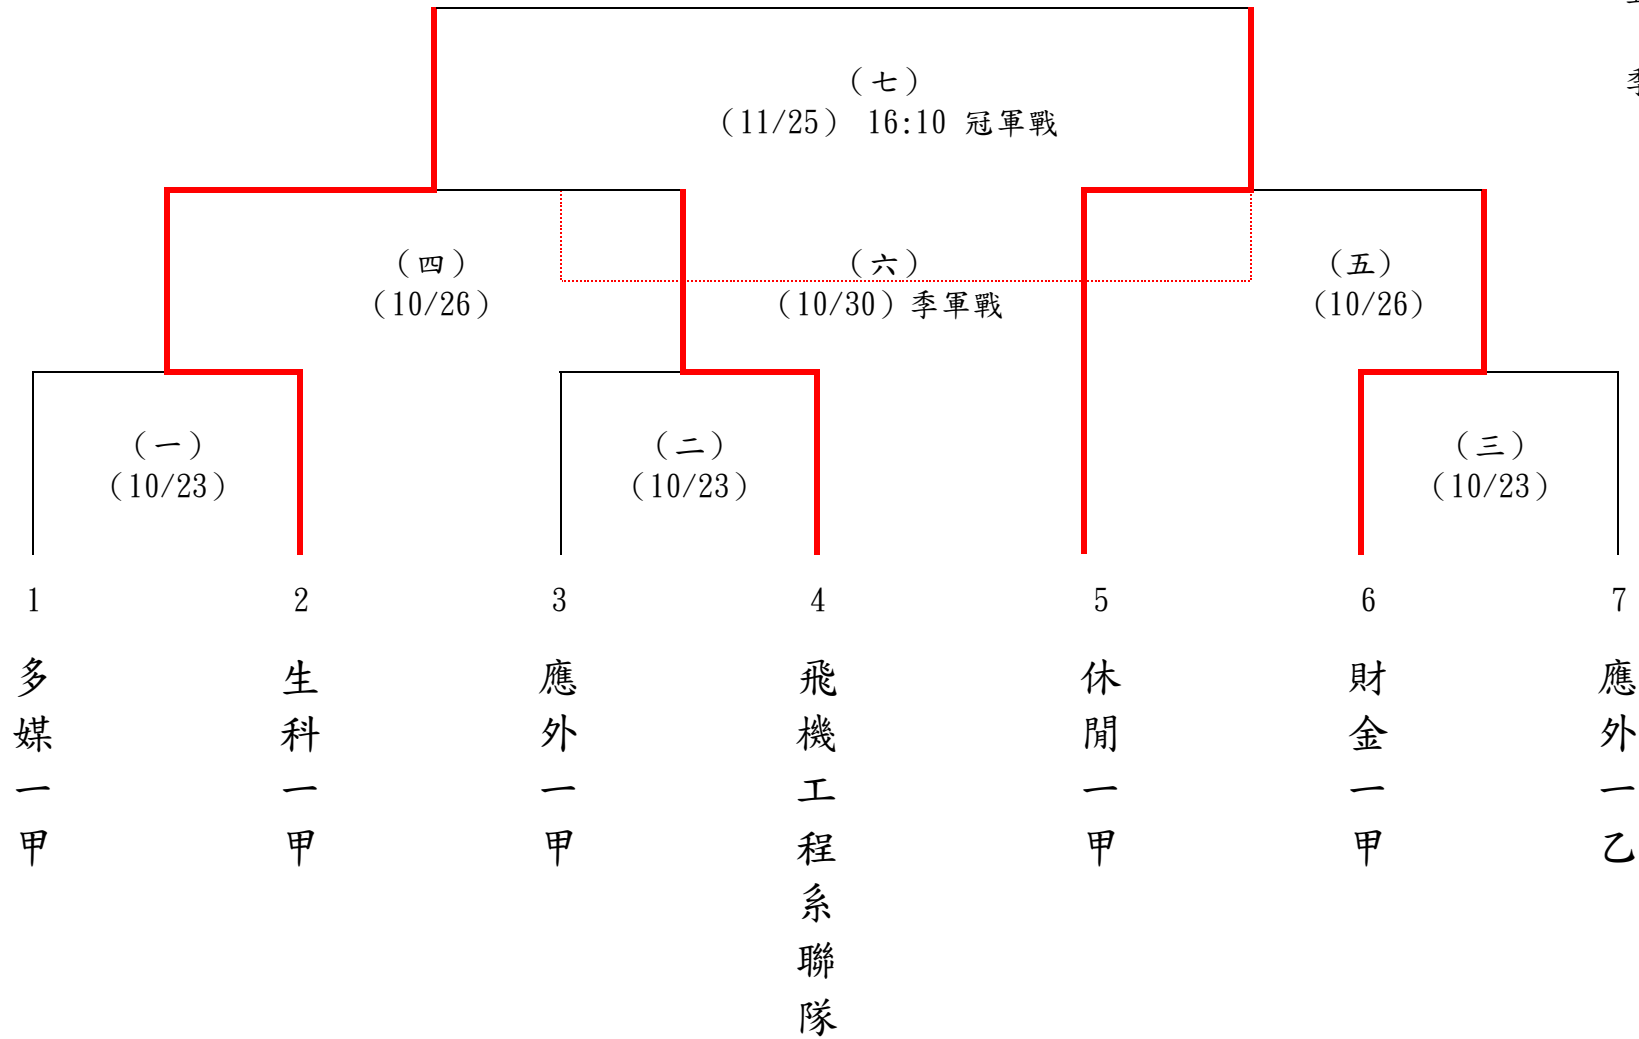 季
（七）
（11/25） 16:10 冠軍戰
（四）
（10/26）
（六）
（10/30）季軍戰
（五）
（10/26）
（一）
（10/23）
（二）
（10/23）
（三）
（10/23）
1
2
3
4
5
6
7
多媒一甲
生科一甲
應外一甲
飛機工程系聯隊
休閒一甲
財金一甲
應外一乙